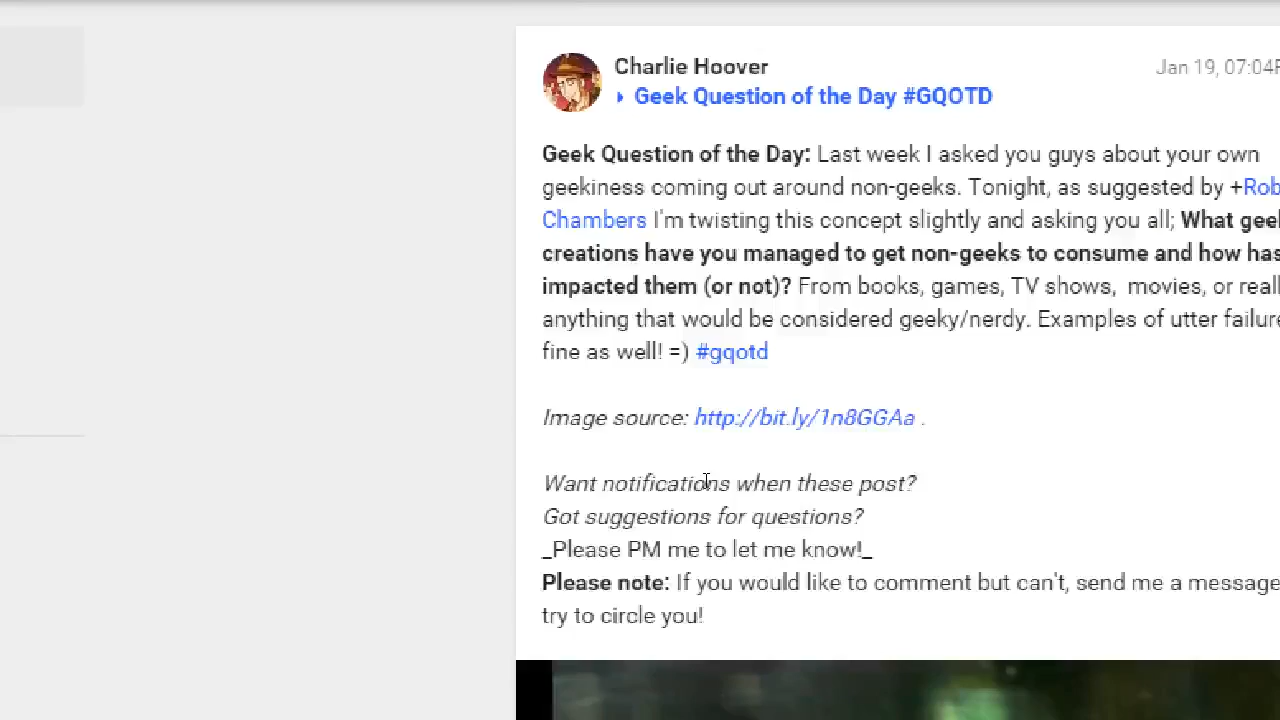 Charlie Hoover
Jan 19, 07:04
Geek Question of the Day #GQOTD
Geek Question of the Day: Last week I asked you guys about your own
geekiness coming out around non-geeks. Tonight, as suggested by +Rob
Chambers I'm twisting this concept slightly and asking you all; What
creations have you managed to get non-geeks to consume and how has
impacted them (or not)? From books, games, TV shows, movies, or
anything that would be considered geeky/nerdy. Examples of utter
fine as well! =) #gqotd
Image source: http://bit.ly/1n8GGAa .
Want notifications when these post?
Got suggestions for questions?
_Please PM me to let me know!_
Please note: If you would like to comment but can't, send me a message
try to circle you!